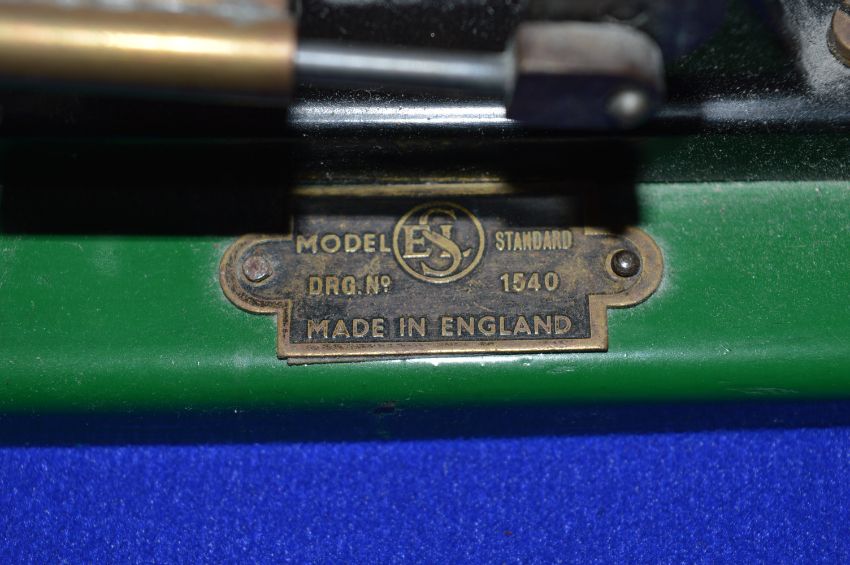 MODEL ESL STANDARD
DRG. Nº 1540
MADE IN ENGLAND